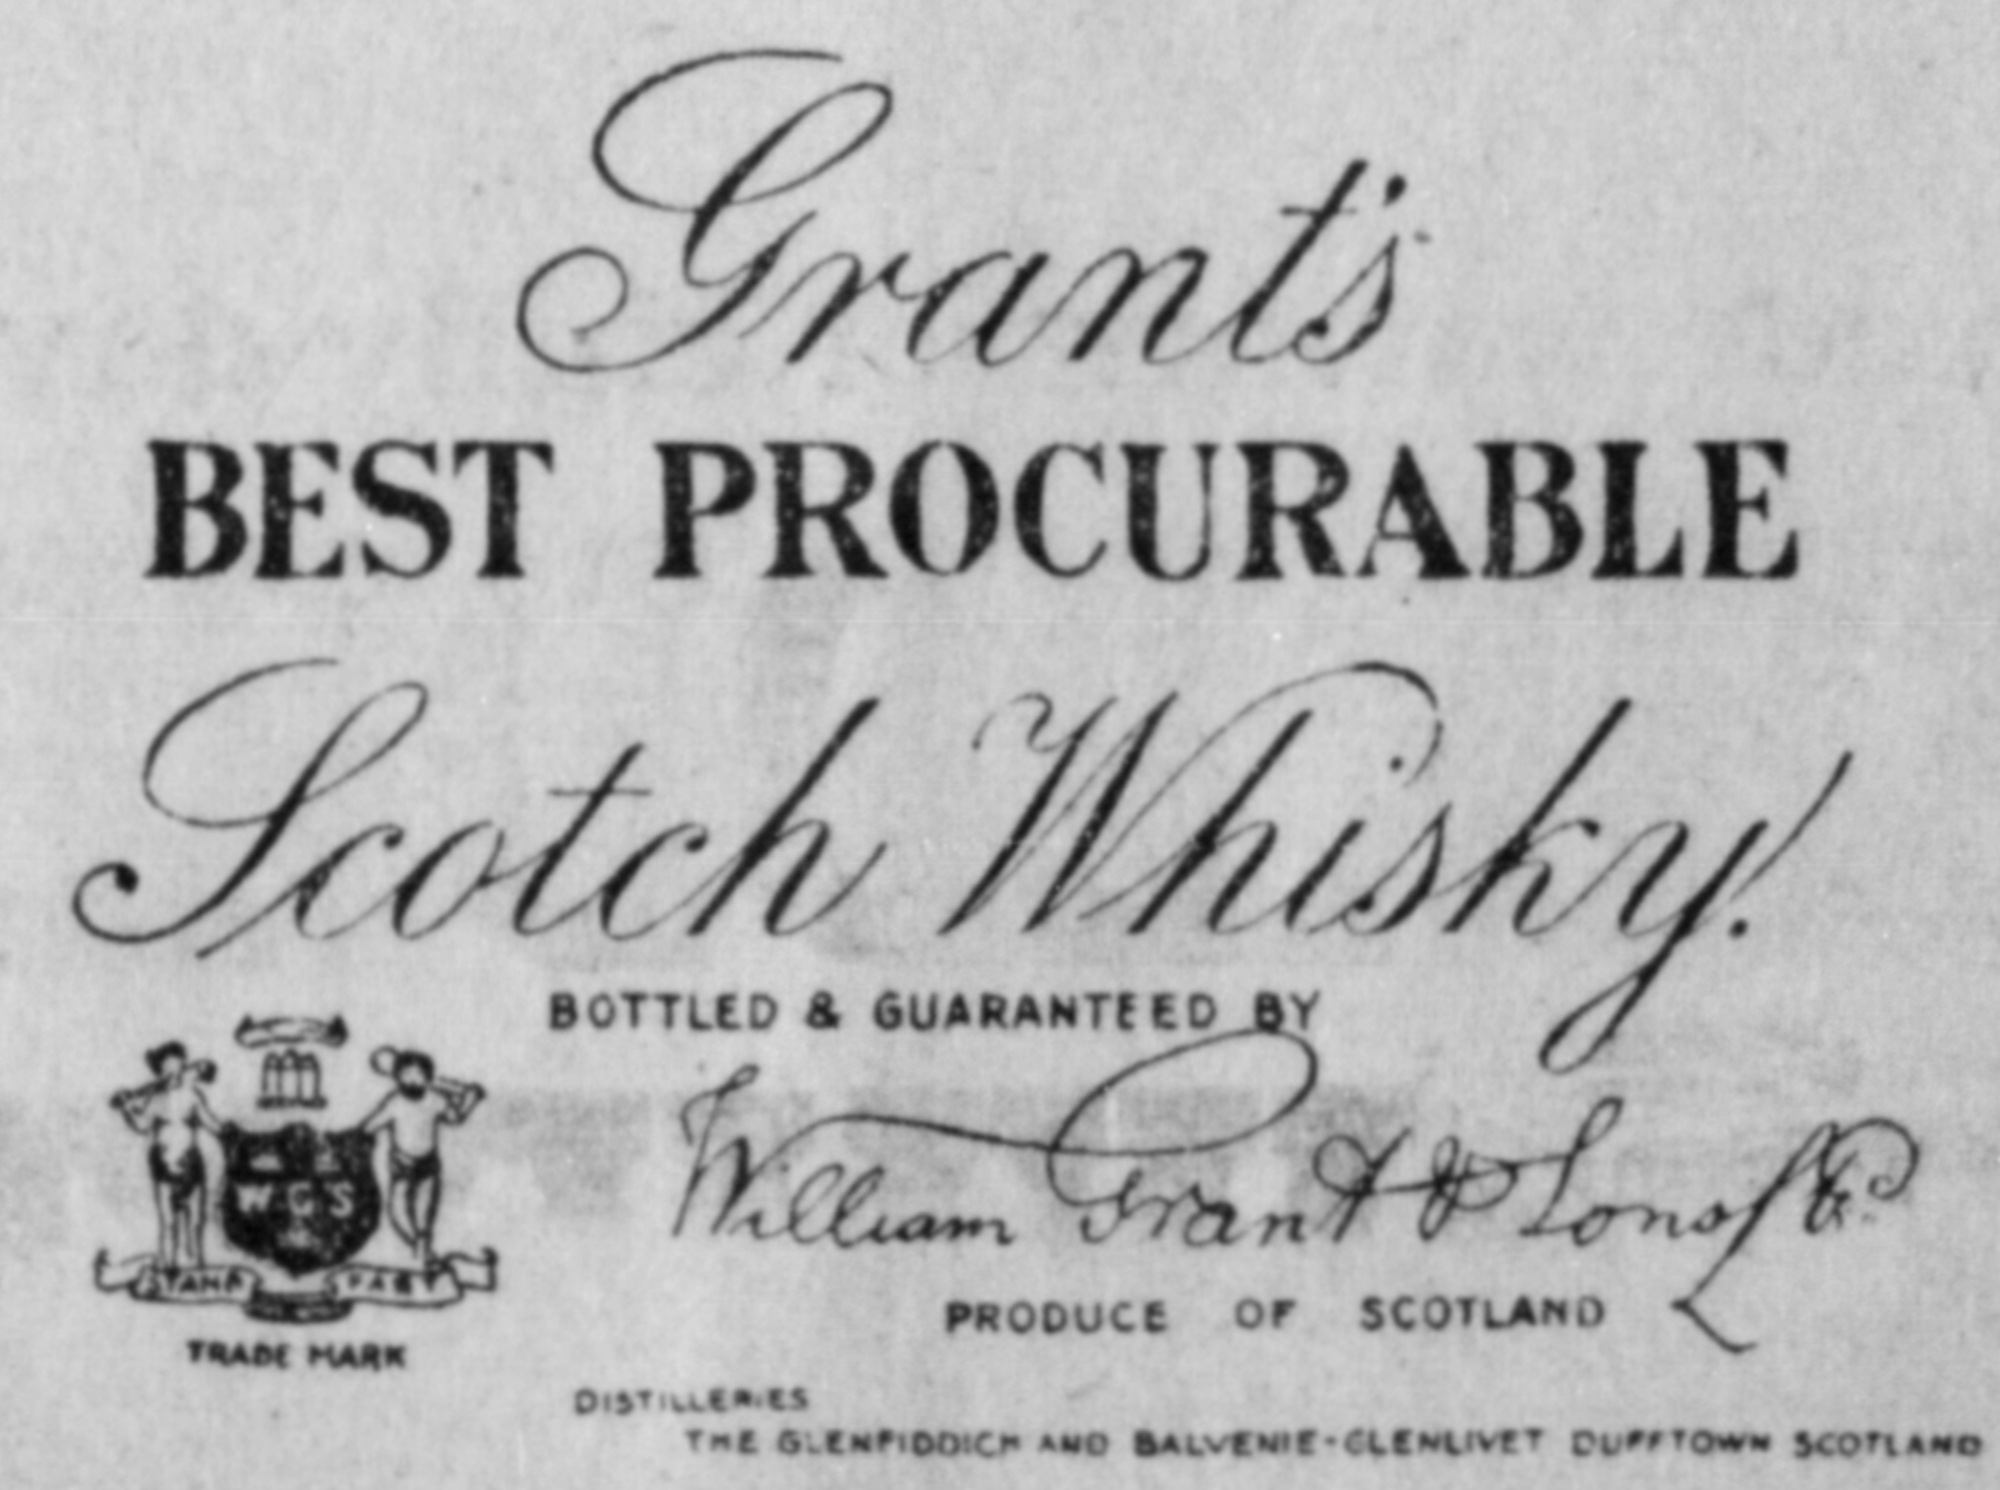 Grant's
BEST PROCURABLE
Scotch Whisky.
BOTTLED & GUARANTEED BY
William Grant & Sons Ltd.
W G S
STAND FAST
TRADE MARK
PRODUCE OF SCOTLAND
DISTILLERIES
THE GLENFIDDICH AND BALVENIE-GLENLIVET DUFFTOWN SCOTLAND